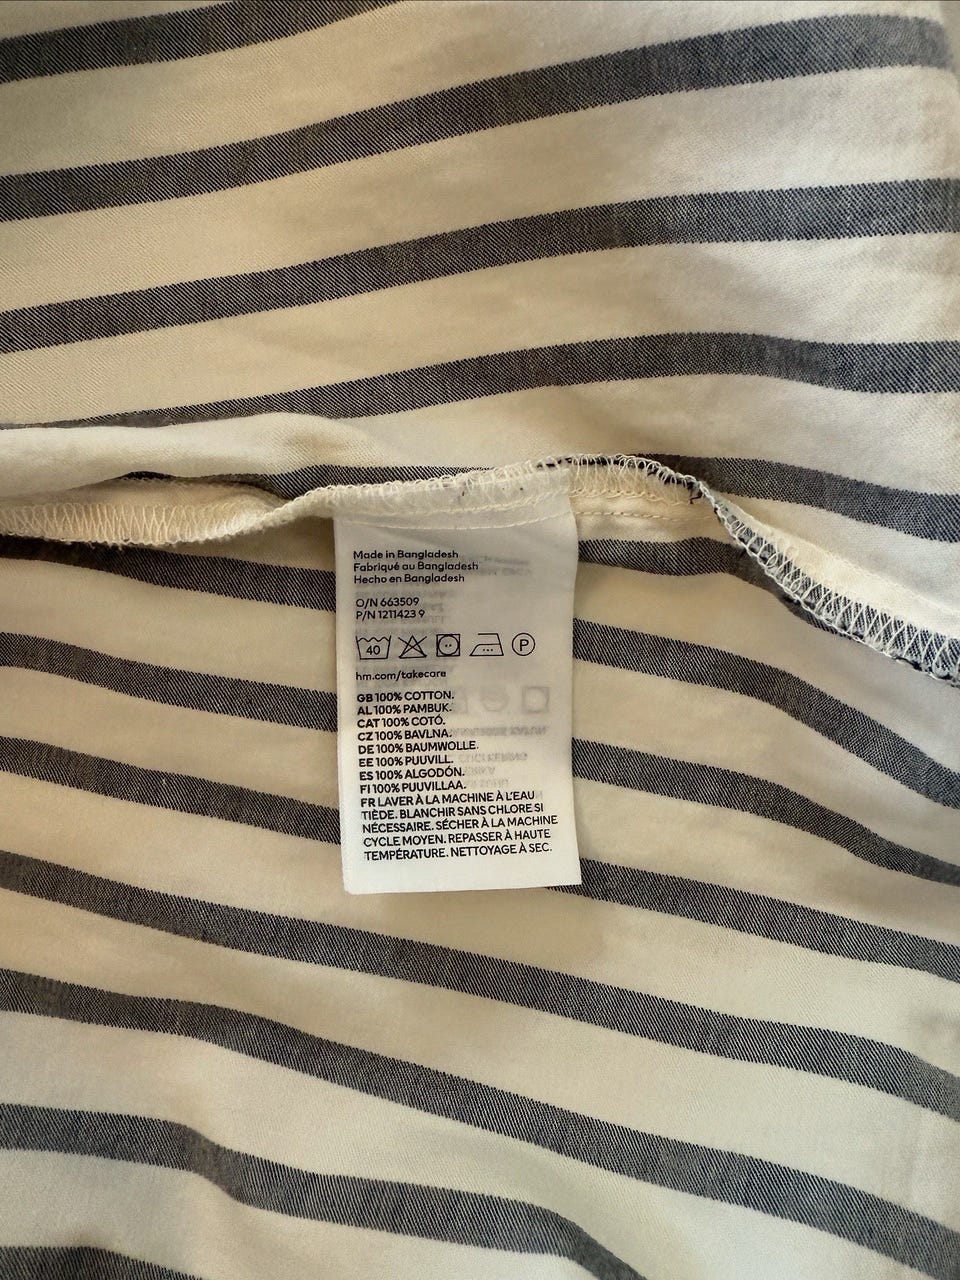 Made in Bangladesh
Fabriqué au Bangladesh
Hecho en Bangladesh
O/N 663509
P/N 1211423 9
40 P
hm.com/takecare
GB 100% COTTON.
AL 100% PAMBUK.
CAT 100% COTÓ.
CZ 100% BAVLNA.
DE 100% BAUMWOLLE.
EE 100% PUUVILL.
ES 100% ALGODÓN.
FI 100% PUUVILLAA.
FR LAVER À LA MACHINE À L'EAU
TIÈDE. BLANCHIR SANS CHLORE SI
NÉCESSAIRE. SÉCHER À LA MACHINE
CYCLE MOYEN. REPASSER À HAUTE
TEMPÉRATURE. NETTOYAGE À SEC.